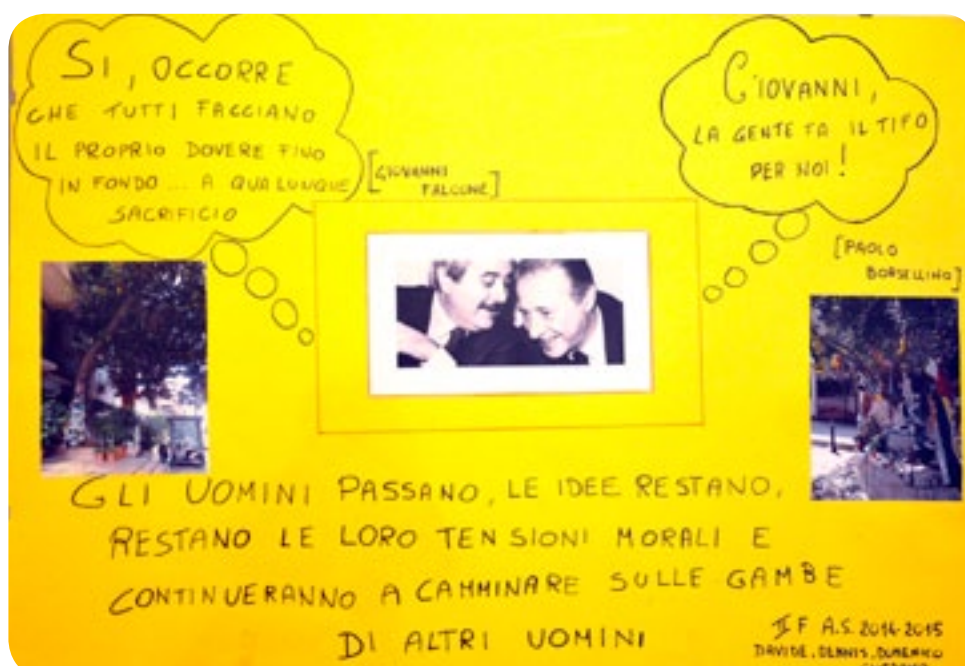 SI, OCCORRE
CHE TUTTI FACCIANO
IL PROPRIO DOVERE FINO
IN FONDO... A QUALUNQUE
SACRIFICIO
[GIOVANNI
FALCONE]
GIOVANNI,
LA GENTE FA IL TIFO
PER NOI!
[PAOLO
BORSELLINO]
GLI UOMINI PASSANO, LE IDEE RESTANO,
RESTANO LE LORO TENSIONI MORALI E
CONTINUERANNO A CAMMINARE SULLE GAMBE
DI ALTRI UOMINI
II F A.S. 2014-2015
DAVIDE, DENNIS, DOMENICO